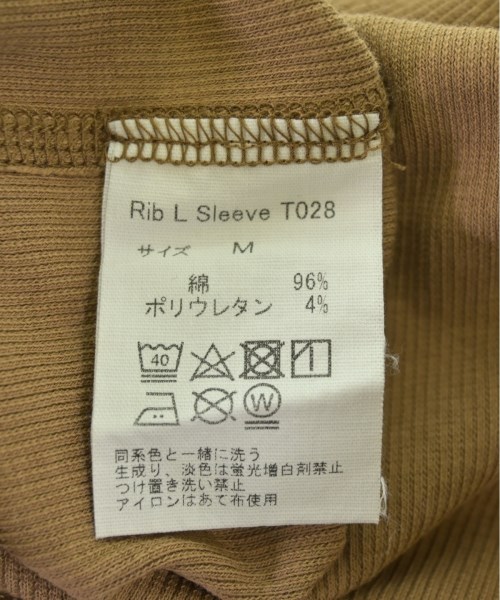 Rib L Sleeve T028
サイズ M
綿 96%
ポリウレタン 4%
40
W
同系色と一緒に洗う
生成り、淡色は蛍光増白剤禁止
つけ置き洗い禁止
アイロンはあて布使用